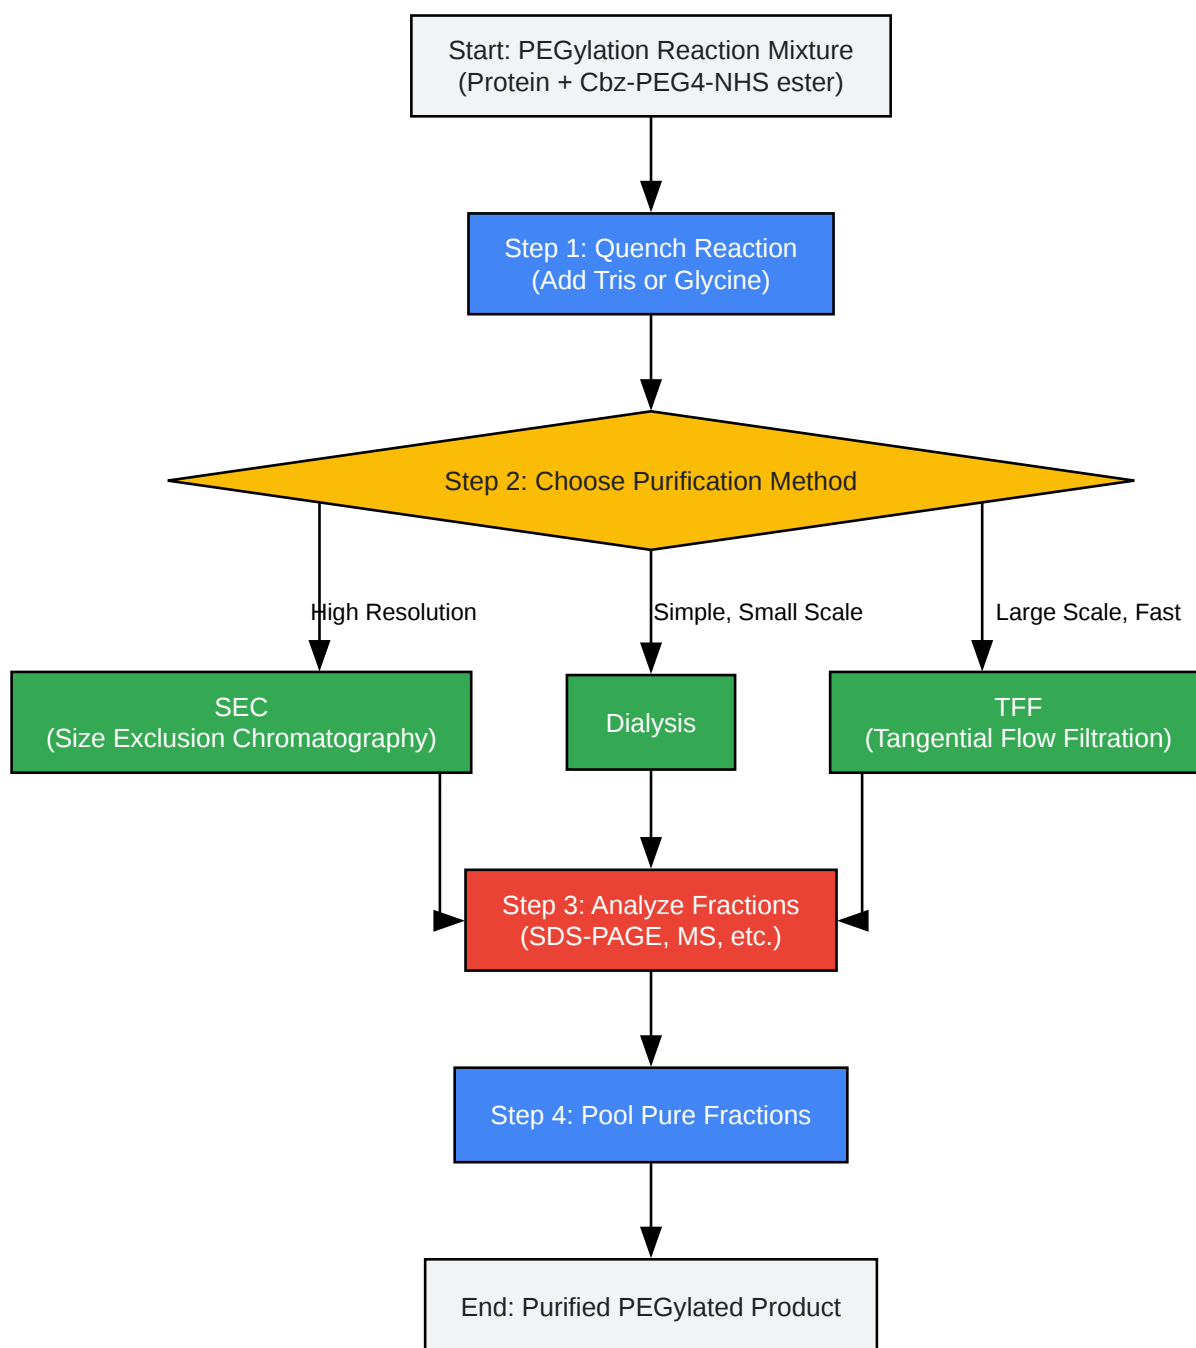 Start: PEGylation Reaction Mixture
(Protein + Cbz-PEG4-NHS ester)
Step 1: Quench Reaction
(Add Tris or Glycine)
Step 2: Choose Purification Method
High Resolution
Simple, Small Scale
Large Scale, Fast
SEC
(Size Exclusion Chromatography)
Dialysis
TFF
(Tangential Flow Filtration)
Step 3: Analyze Fractions
(SDS-PAGE, MS, etc.)
Step 4: Pool Pure Fractions
End: Purified PEGylated Product